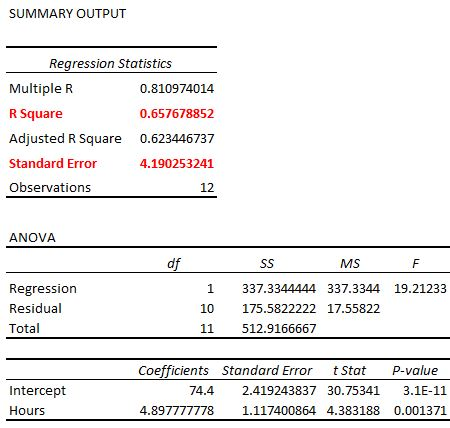 SUMMARY OUTPUT
Regression Statistics
Multiple R 0.810974014
R Square 0.657678852
Adjusted R Square 0.623446737
Standard Error 4.190253241
Observations 12
ANOVA
df SS MS F
Regression 1 337.3344444 337.3344 19.21233
Residual 10 175.5822222 17.55822
Total 11 512.9166667
Coefficients Standard Error t Stat P-value
Intercept 74.4 2.419243837 30.75341 3.1E-11
Hours 4.897777778 1.117400864 4.383188 0.001371